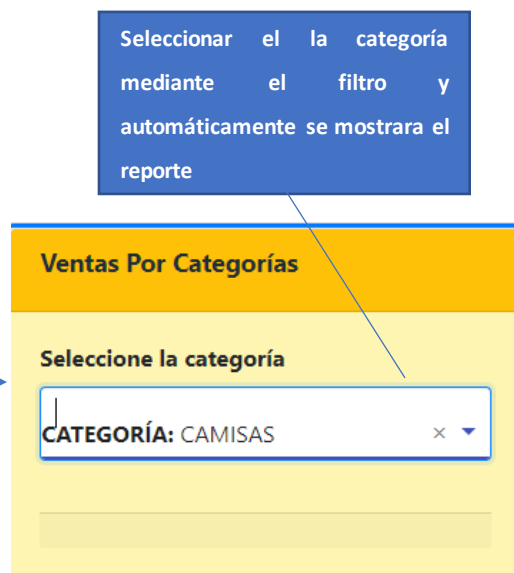 Seleccionar el la categoría
mediante el filtro y
automáticamente se mostrara el
reporte
Ventas Por Categorías
Seleccione la categoría
CATEGORÍA: CAMISAS